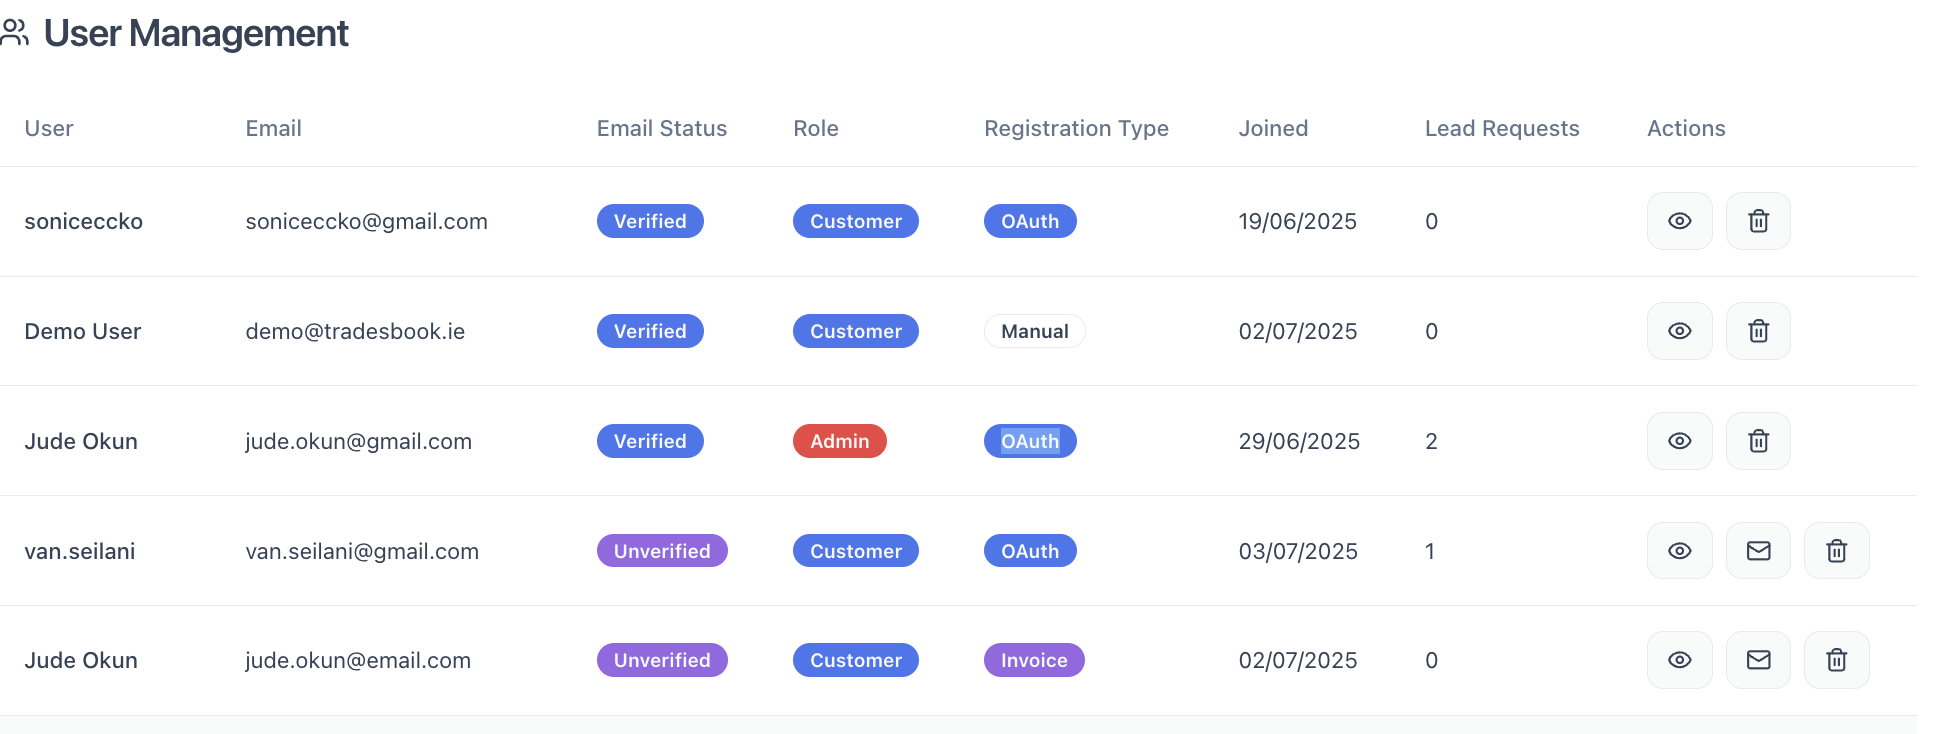 User Management
User Email Email Status Role Registration Type Joined Lead Requests Actions
soniceccko soniceccko@gmail.com Verified Customer OAuth 19/06/2025 0
Demo User demo@tradesbook.ie Verified Customer Manual 02/07/2025 0
Jude Okun jude.okun@gmail.com Verified Admin OAuth 29/06/2025 2
van.seilani van.seilani@gmail.com Unverified Customer OAuth 03/07/2025 1
Jude Okun jude.okun@email.com Unverified Customer Invoice 02/07/2025 0